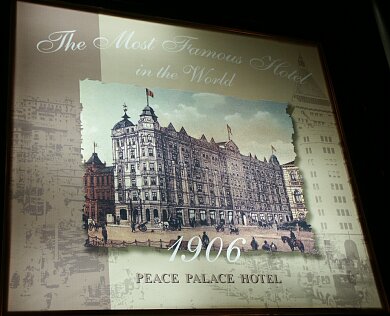 The Most Famous Hotel
in the World
1906
PEACE PALACE HOTEL